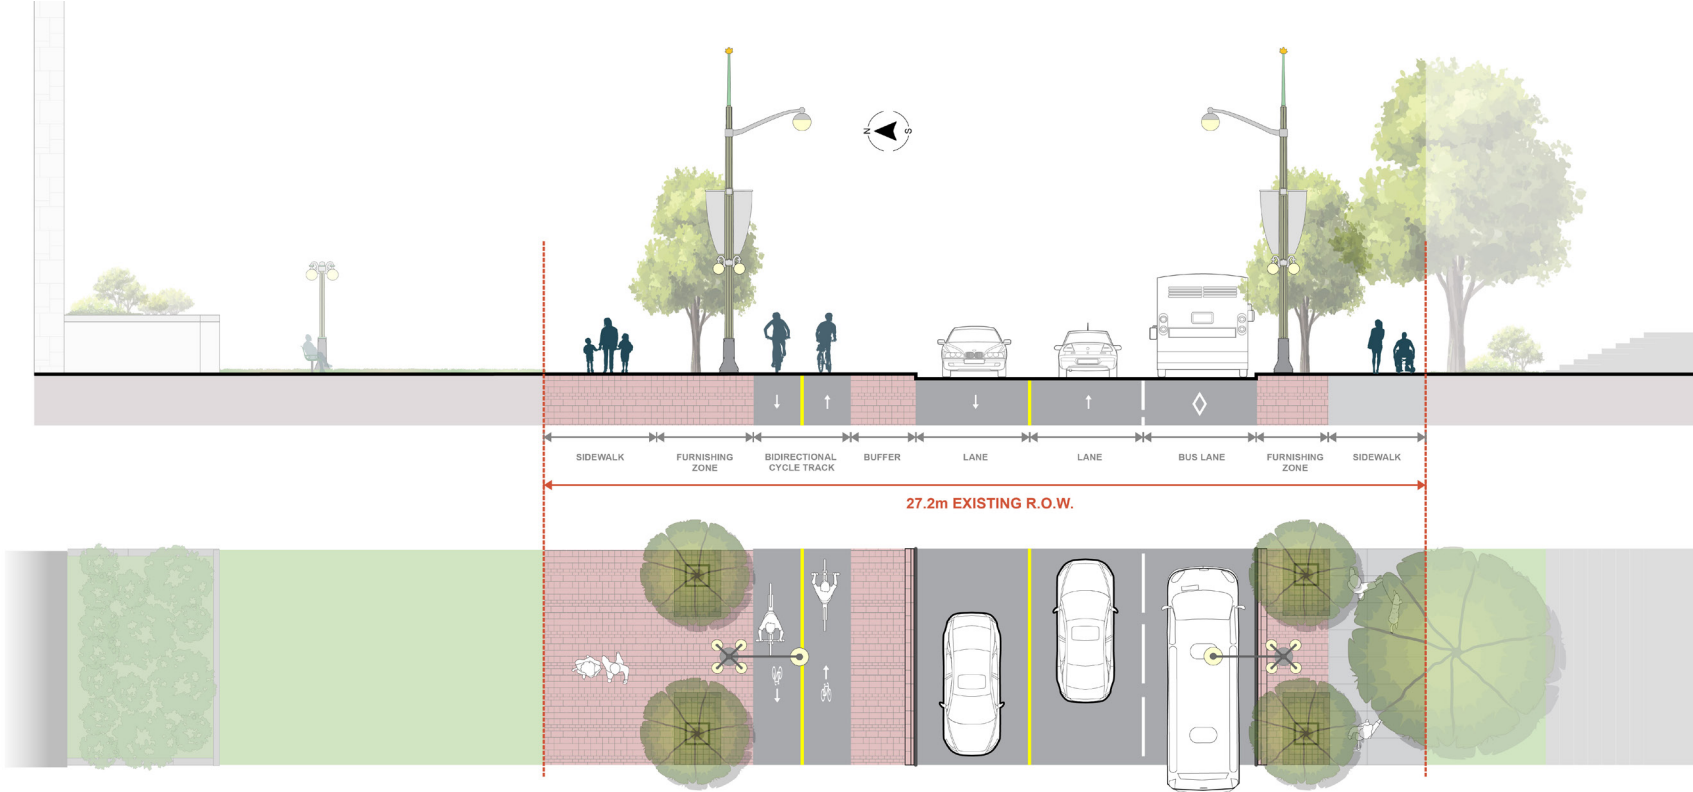 N S
SIDEWALK
FURNISHING
ZONE
BIDIRECTIONAL
CYCLE TRACK
BUFFER
LANE
LANE
BUS LANE
FURNISHING
ZONE
SIDEWALK
27.2m EXISTING R.O.W.